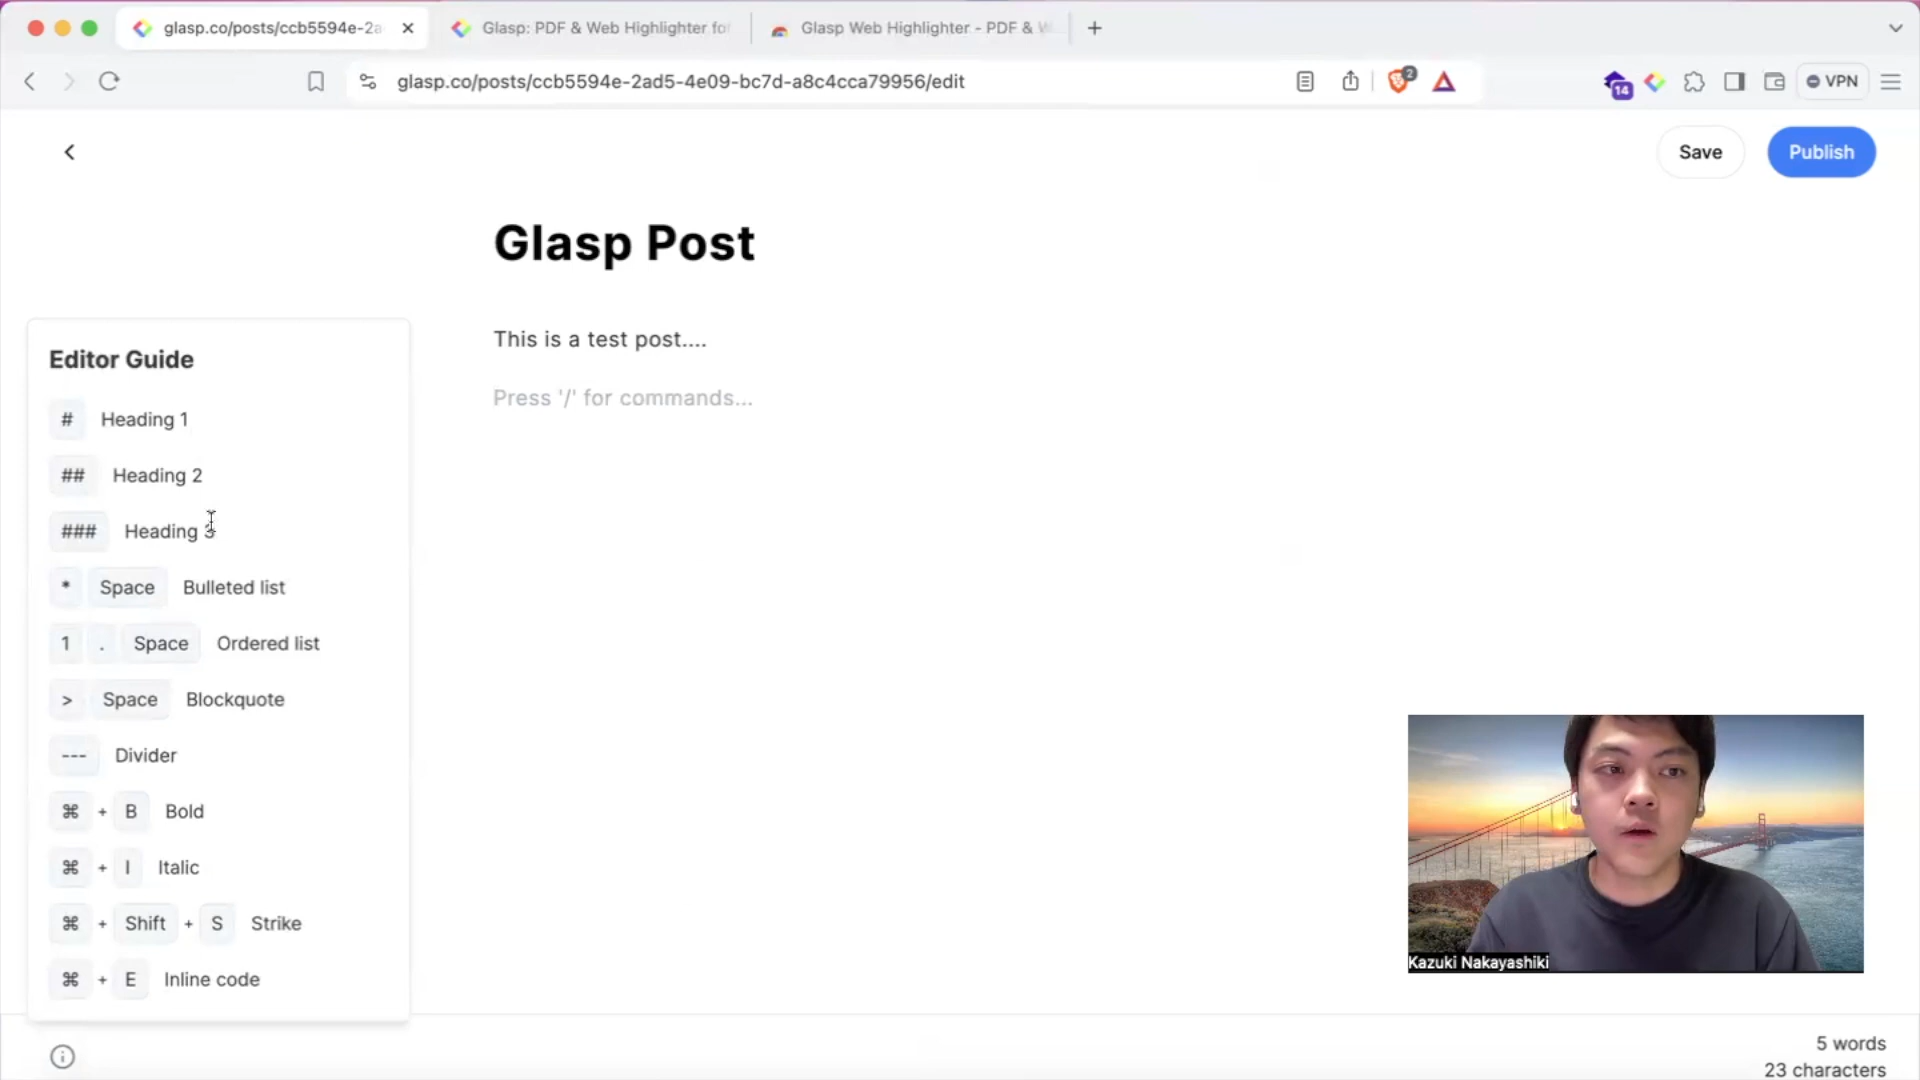 glasp.co/posts/ccb5594e-2a
Glasp: PDF & Web Highlighter for
Glasp Web Highlighter - PDF & W
glasp.co/posts/ccb5594e-2ad5-4e09-bc7d-a8c4cca79956/edit
2
14
VPN
Save
Publish
Glasp Post
This is a test post....
Press '/' for commands...
Editor Guide
# Heading 1
## Heading 2
### Heading 3
* Space Bulleted list
1 . Space Ordered list
> Space Blockquote
--- Divider
⌘ + B Bold
⌘ + I Italic
⌘ + Shift + S Strike
⌘ + E Inline code
Kazuki Nakayashiki
5 words
23 characters